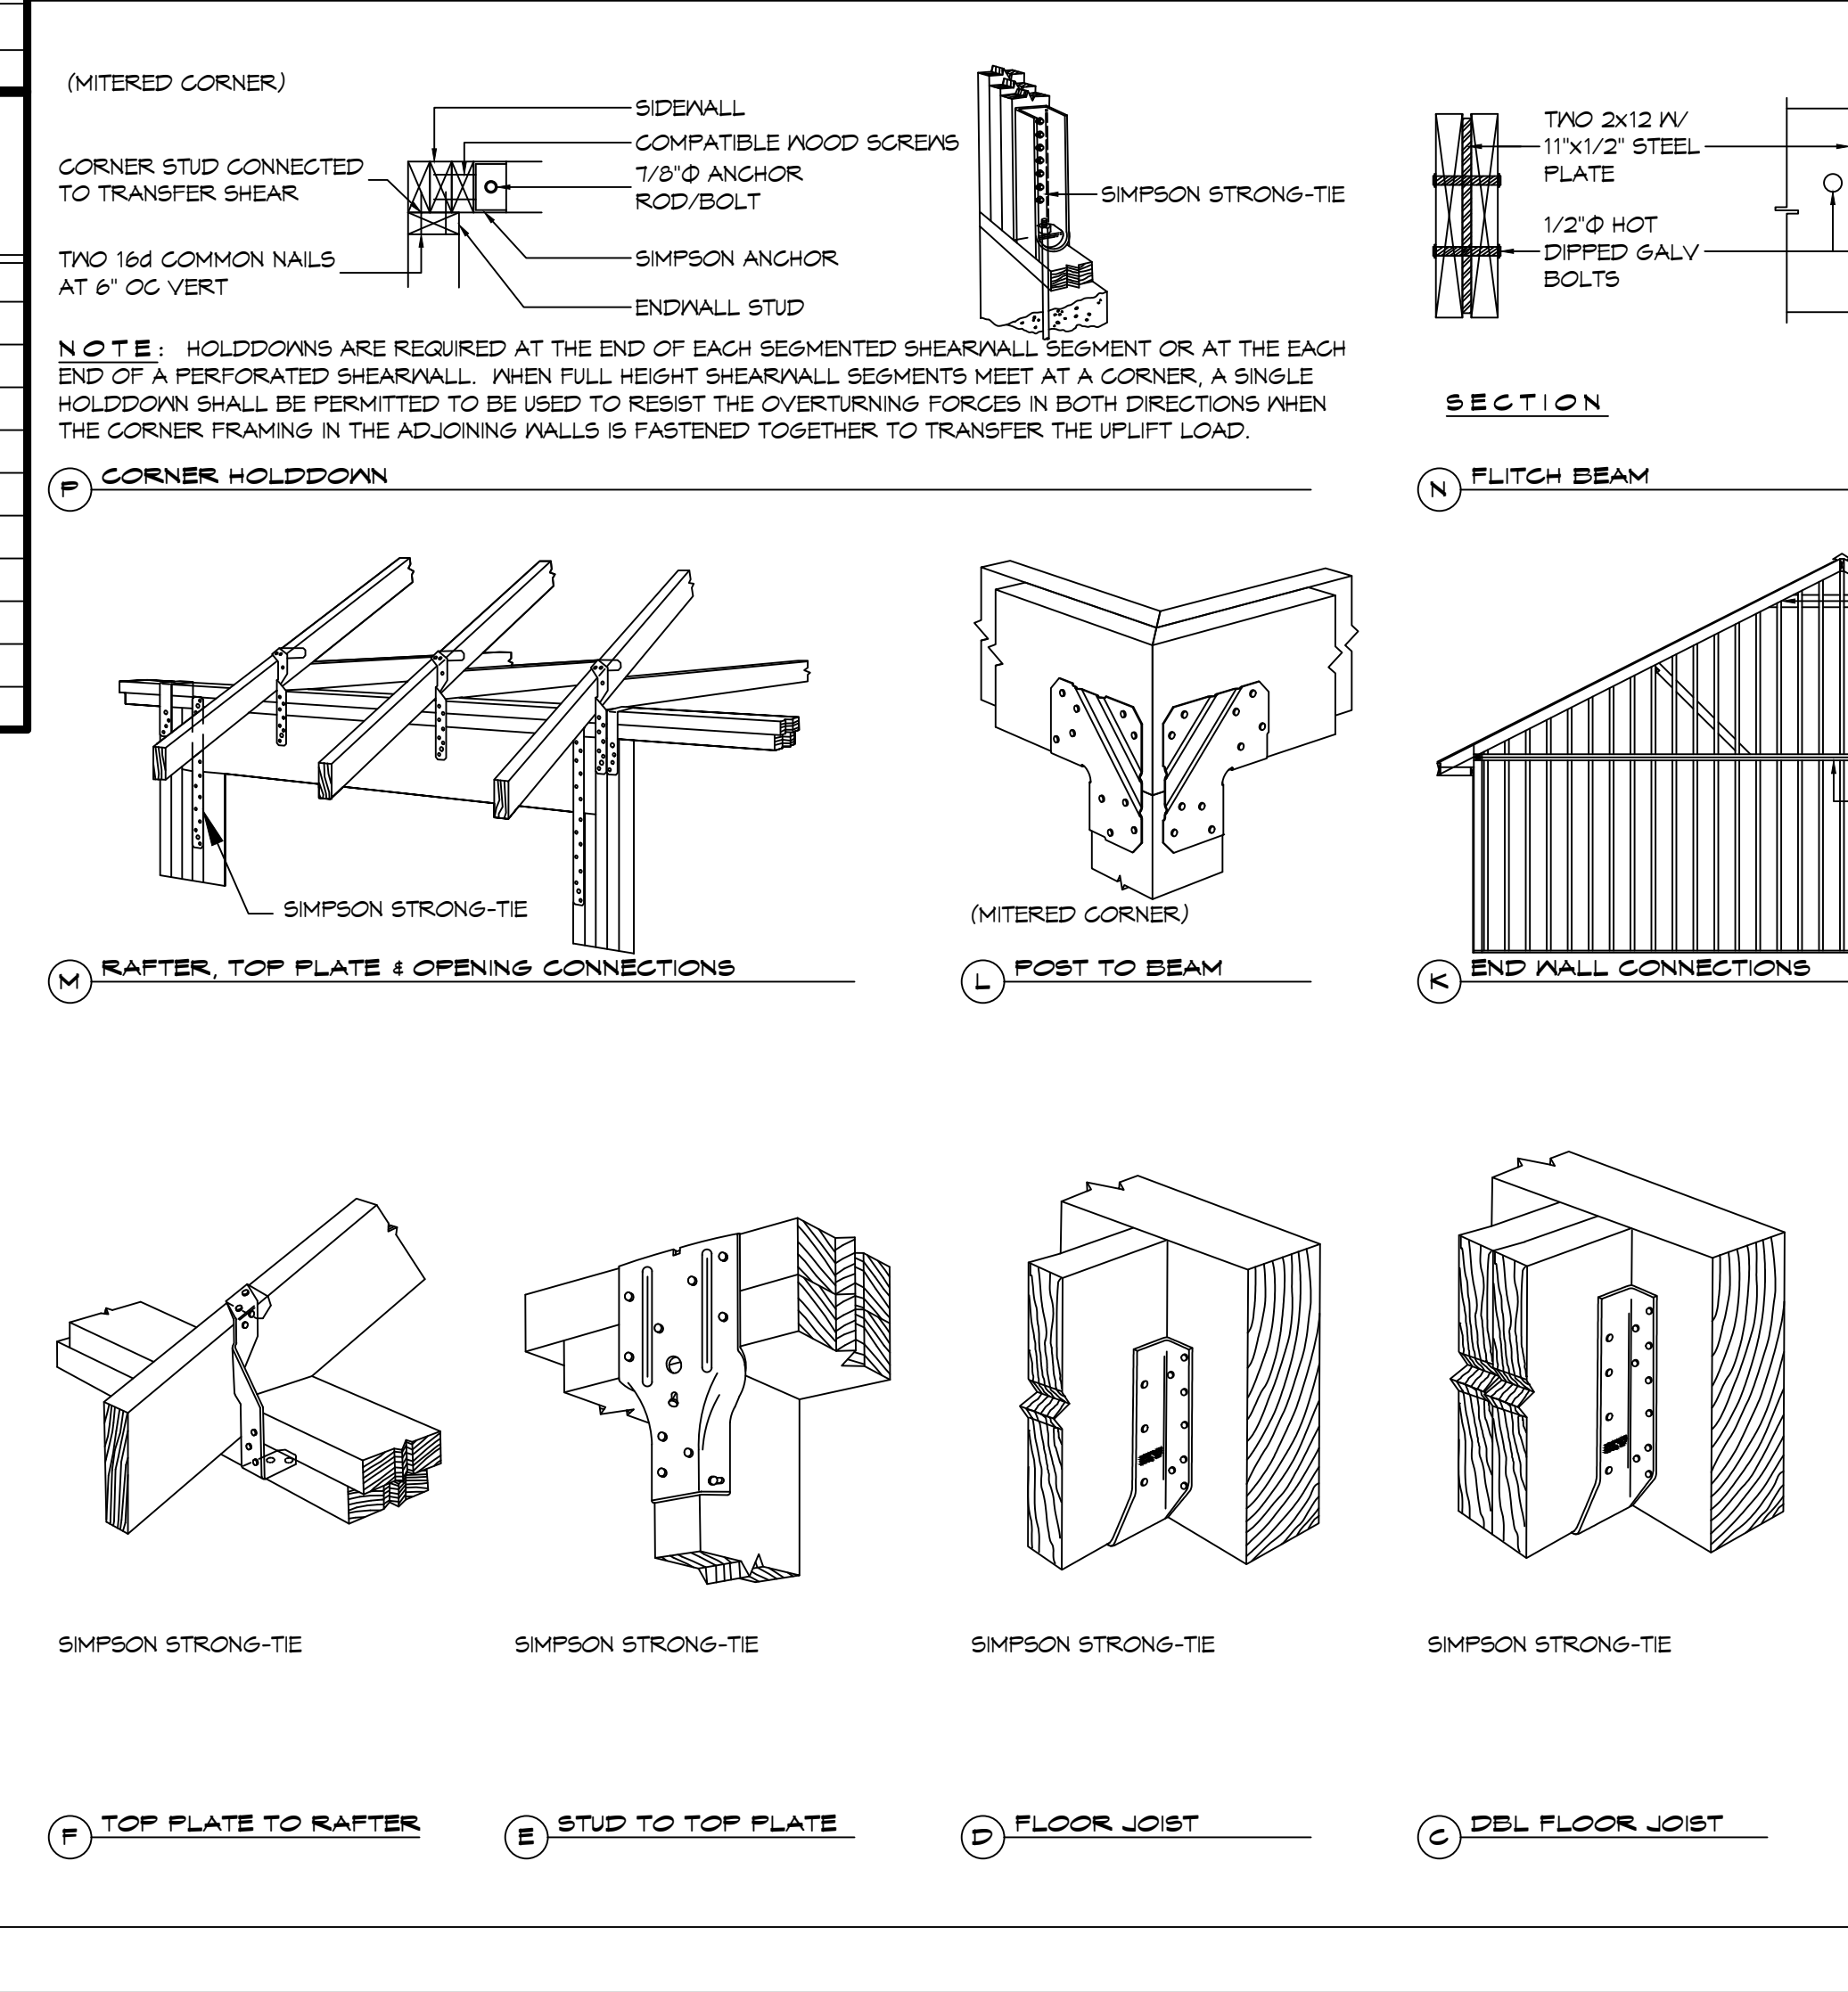 (MITERED CORNER)
CORNER STUD CONNECTED
TO TRANSFER SHEAR
TWO 16d COMMON NAILS
AT 6" OC VERT
SIDEWALL
COMPATIBLE WOOD SCREWS
7/8"Φ ANCHOR
ROD/BOLT
SIMPSON ANCHOR
ENDWALL STUD
SIMPSON STRONG-TIE
NOTE: HOLDDOWNS ARE REQUIRED AT THE END OF EACH SEGMENTED SHEARWALL SEGMENT OR AT THE EACH
END OF A PERFORATED SHEARWALL. WHEN FULL HEIGHT SHEARWALL SEGMENTS MEET AT A CORNER, A SINGLE
HOLDDOWN SHALL BE PERMITTED TO BE USED TO RESIST THE OVERTURNING FORCES IN BOTH DIRECTIONS WHEN
THE CORNER FRAMING IN THE ADJOINING WALLS IS FASTENED TOGETHER TO TRANSFER THE UPLIFT LOAD.
P CORNER HOLDDOWN
TWO 2x12 W/
11"x1/2" STEEL
PLATE
1/2"Φ HOT
DIPPED GALV
BOLTS
SECTION
N FLITCH BEAM
SIMPSON STRONG-TIE
M RAFTER, TOP PLATE & OPENING CONNECTIONS
(MITERED CORNER)
L POST TO BEAM
K END WALL CONNECTIONS
SIMPSON STRONG-TIE
F TOP PLATE TO RAFTER
SIMPSON STRONG-TIE
E STUD TO TOP PLATE
SIMPSON STRONG-TIE
D FLOOR JOIST
SIMPSON STRONG-TIE
C DBL FLOOR JOIST